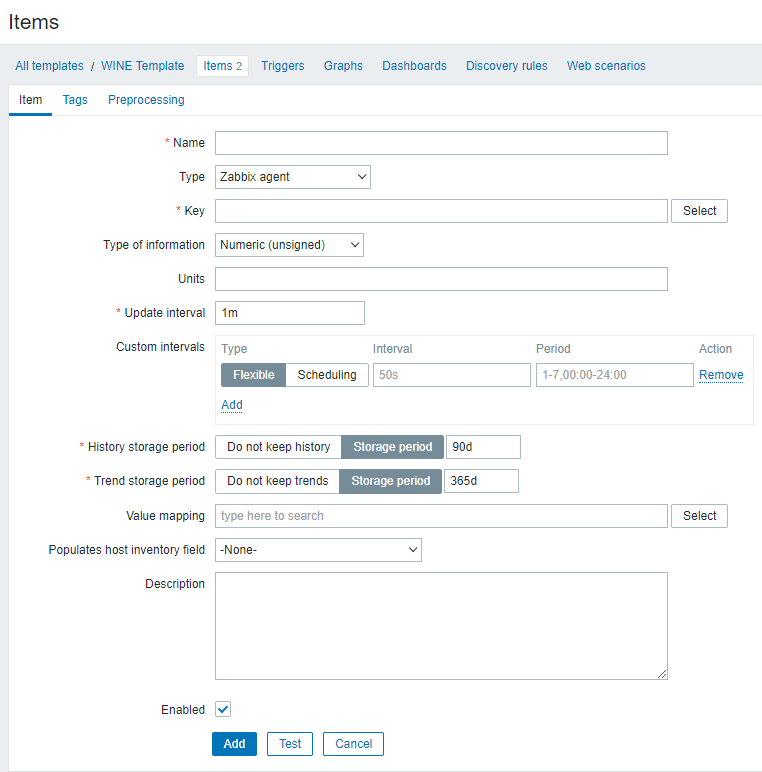 Items
All templates / WINE Template Items 2 Triggers Graphs Dashboards Discovery rules Web scenarios
Item Tags Preprocessing
* Name
Type Zabbix agent
* Key Select
Type of information Numeric (unsigned)
Units
* Update interval 1m
Custom intervals Type Interval Period Action
Flexible Scheduling 50s 1-7,00:00-24:00 Remove
Add
* History storage period Do not keep history Storage period 90d
* Trend storage period Do not keep trends Storage period 365d
Value mapping type here to search Select
Populates host inventory field -None-
Description
Enabled
Add Test Cancel